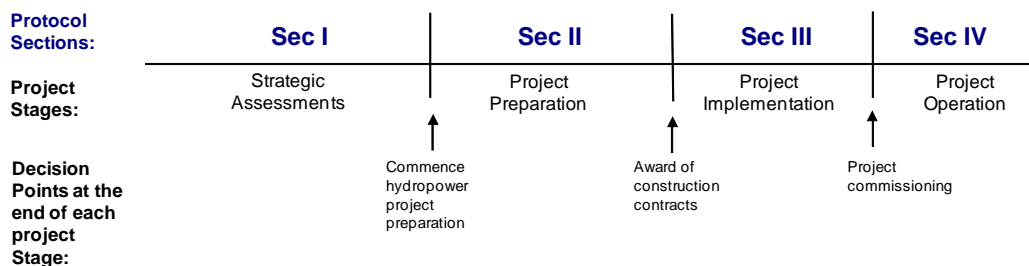 Protocol
Sections:
Sec I
Sec II
Sec III
Sec IV
Project
Stages:
Strategic
Assessments
Project
Preparation
Project
Implementation
Project
Operation
Decision
Points at the
end of each
project
Stage:
Commence
hydropower
project
preparation
Award of
construction
contracts
Project
commissioning